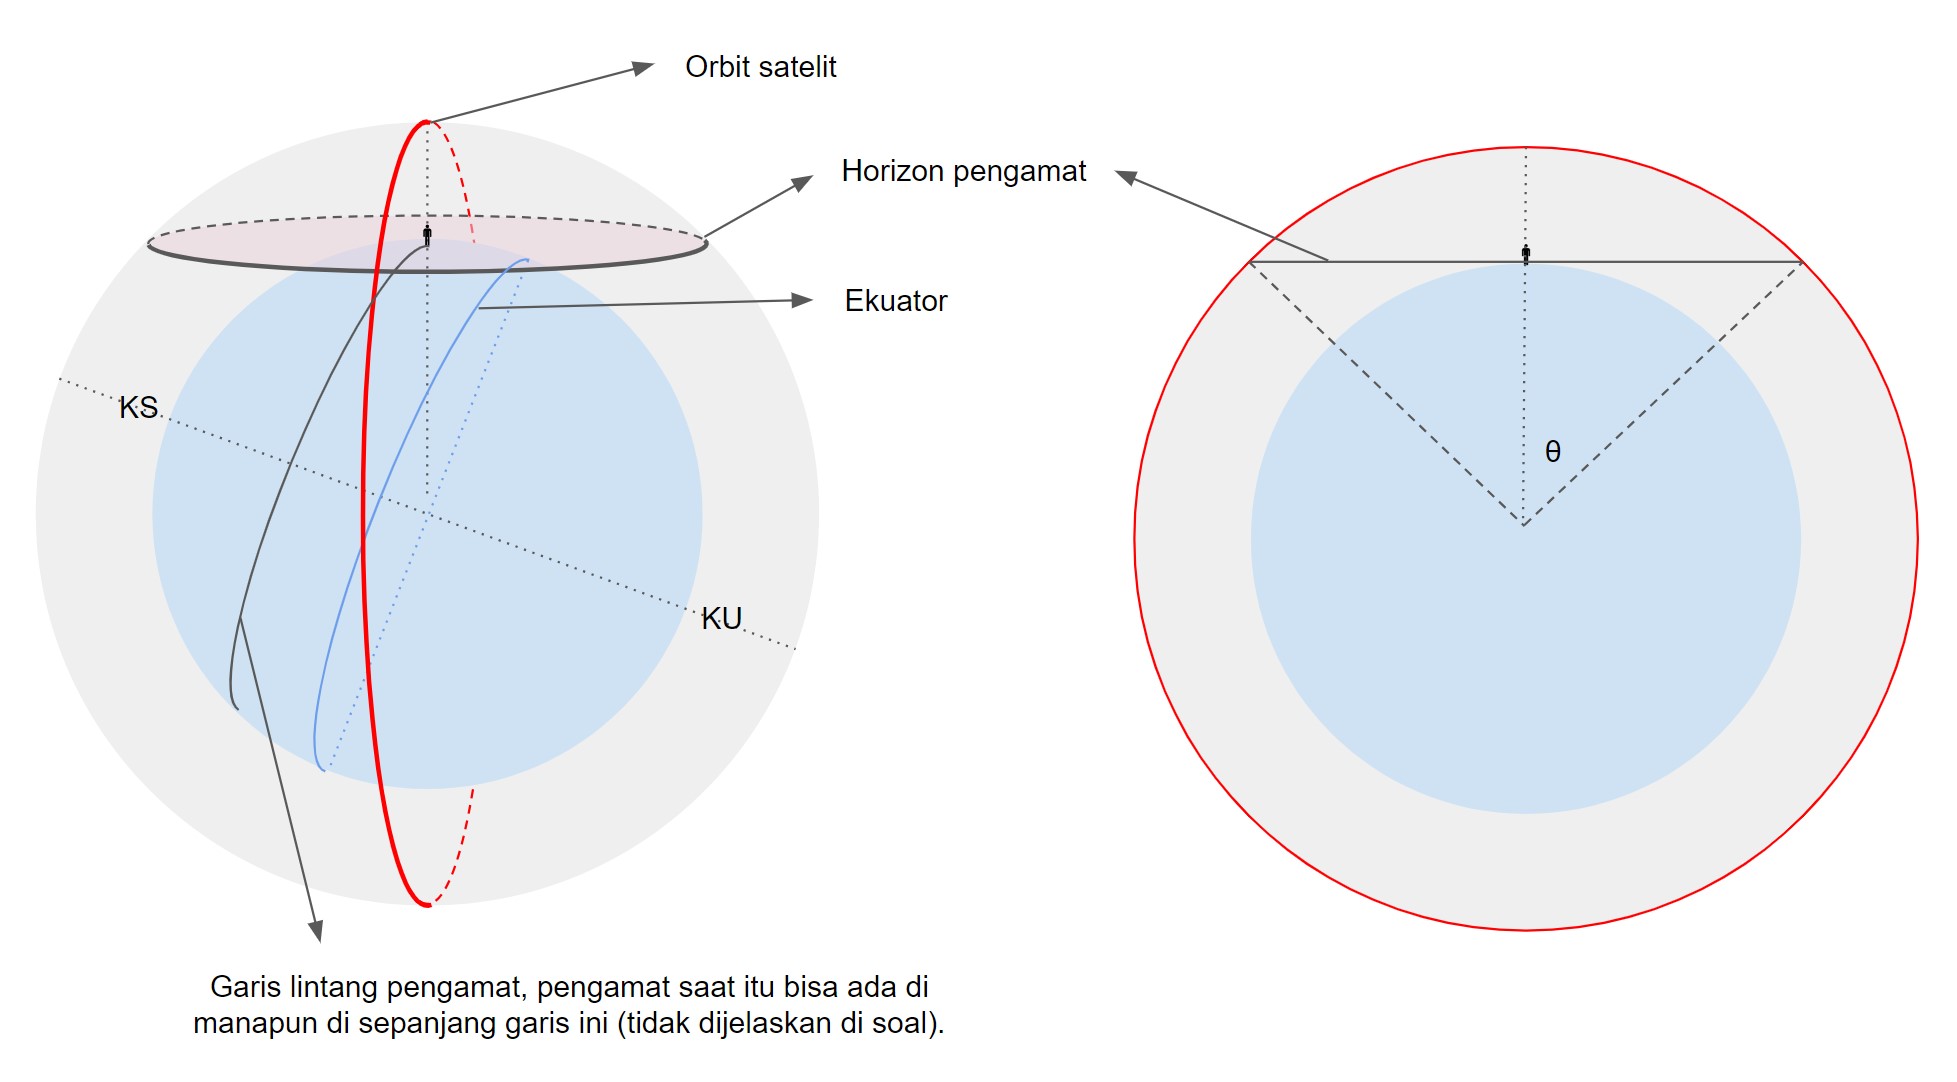 Orbit satelit
Horizon pengamat
Ekuator
KS
θ
KU
Garis lintang pengamat, pengamat saat itu bisa ada di
manapun di sepanjang garis ini (tidak dijelaskan di soal).